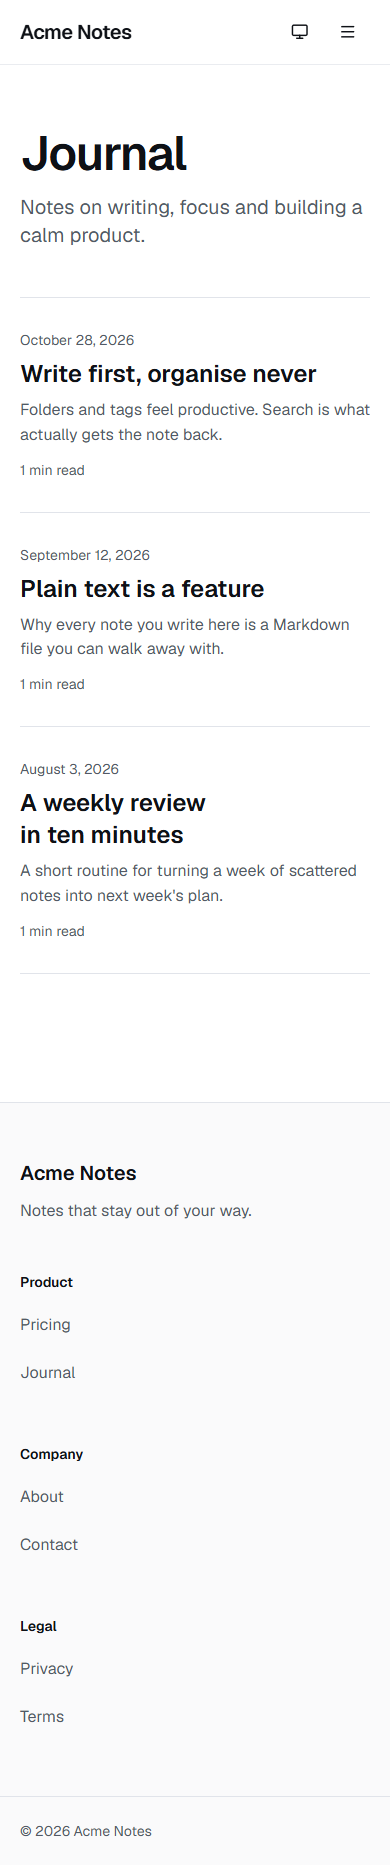 Acme Notes
Journal
Notes on writing, focus and building a
calm product.
October 28, 2026
Write first, organise never
Folders and tags feel productive. Search is what
actually gets the note back.
1 min read
September 12, 2026
Plain text is a feature
Why every note you write here is a Markdown
file you can walk away with.
1 min read
August 3, 2026
A weekly review
in ten minutes
A short routine for turning a week of scattered
notes into next week's plan.
1 min read
Acme Notes
Notes that stay out of your way.
Product
Pricing
Journal
Company
About
Contact
Legal
Privacy
Terms
© 2026 Acme Notes